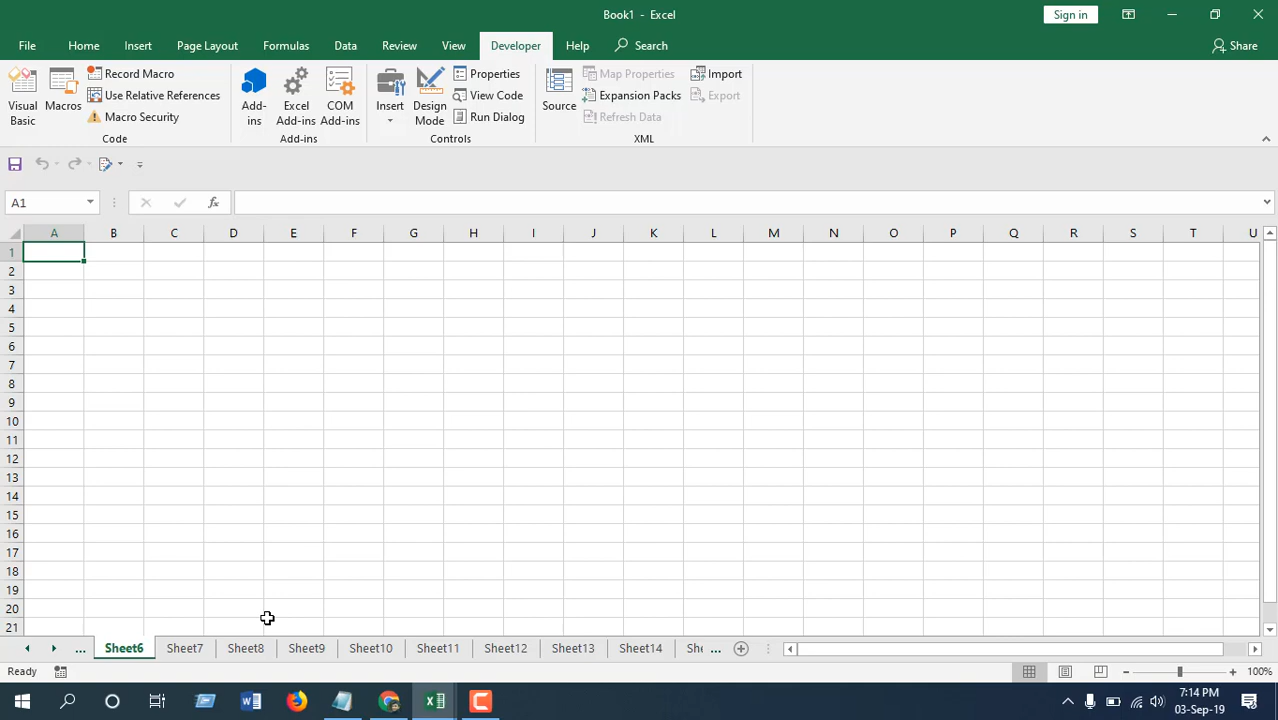 Book1 - Excel
Sign in
File Home Insert Page Layout Formulas Data Review View Developer Help Search Share
Visual Basic
Macros
Record Macro
Use Relative References
Macro Security
Code
Add-ins
Excel Add-ins
COM Add-ins
Add-ins
Insert
Design Mode
Properties
View Code
Run Dialog
Controls
Source
Map Properties
Expansion Packs
Refresh Data
Import
Export
XML
A1
fx
A B C D E F G H I J K L M N O P Q R S T U
1
2
3
4
5
6
7
8
9
10
11
12
13
14
15
16
17
18
19
20
21
... Sheet6 Sheet7 Sheet8 Sheet9 Sheet10 Sheet11 Sheet12 Sheet13 Sheet14 She ...
Ready
100%
7:14 PM
03-Sep-19
3